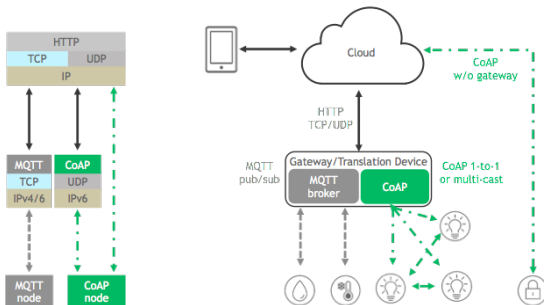 HTTP
TCP UDP
IP
MQTT CoAP
TCP UDP
IPv4/6 IPv6
MQTT
node
CoAP
node
Cloud
CoAP
w/o gateway
HTTP
TCP/UDP
MQTT
pub/sub
Gateway/Translation Device
MQTT
broker
CoAP
CoAP 1-to-1
or multi-cast